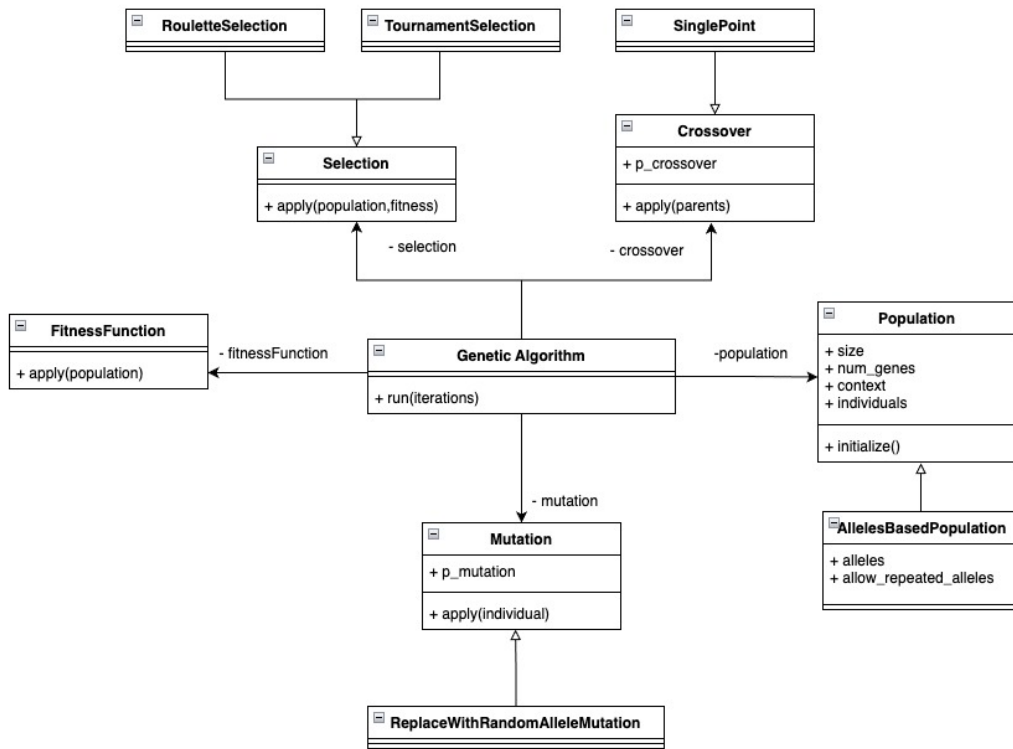 RouletteSelection
TournamentSelection
SinglePoint
Selection
+ apply(population,fitness)
Crossover
+ p_crossover
+ apply(parents)
- selection
- crossover
FitnessFunction
+ apply(population)
- fitnessFunction
Genetic Algorithm
+ run(iterations)
-population
Population
+ size
+ num_genes
+ context
+ individuals
+ initialize()
- mutation
Mutation
+ p_mutation
+ apply(individual)
AllelesBasedPopulation
+ alleles
+ allow_repeated_alleles
ReplaceWithRandomAlleleMutation